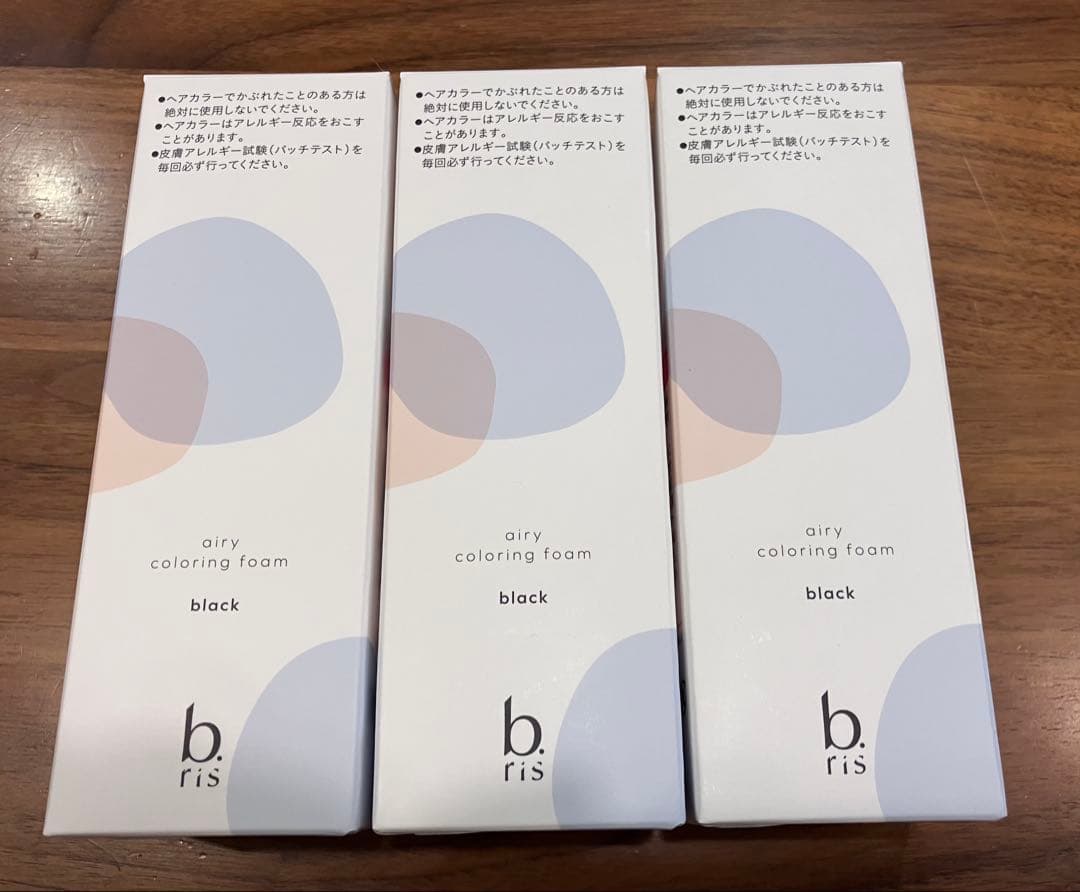 ●ヘアカラーでかぶれたことのある方は
絶対に使用しないでください。
●ヘアカラーはアレルギー反応をおこす
ことがあります。
●皮膚アレルギー試験(パッチテスト)を
毎回必ず行ってください。
airy
coloring foam
black
b.
ris
●ヘアカラーでかぶれたことのある方は
絶対に使用しないでください。
●ヘアカラーはアレルギー反応をおこす
ことがあります。
●皮膚アレルギー試験(パッチテスト)を
毎回必ず行ってください。
airy
coloring foam
black
b.
ris
●ヘアカラーでかぶれたことのある方は
絶対に使用しないでください。
●ヘアカラーはアレルギー反応をおこす
ことがあります。
●皮膚アレルギー試験(パッチテスト)を
毎回必ず行ってください。
airy
coloring foam
black
b.
ris